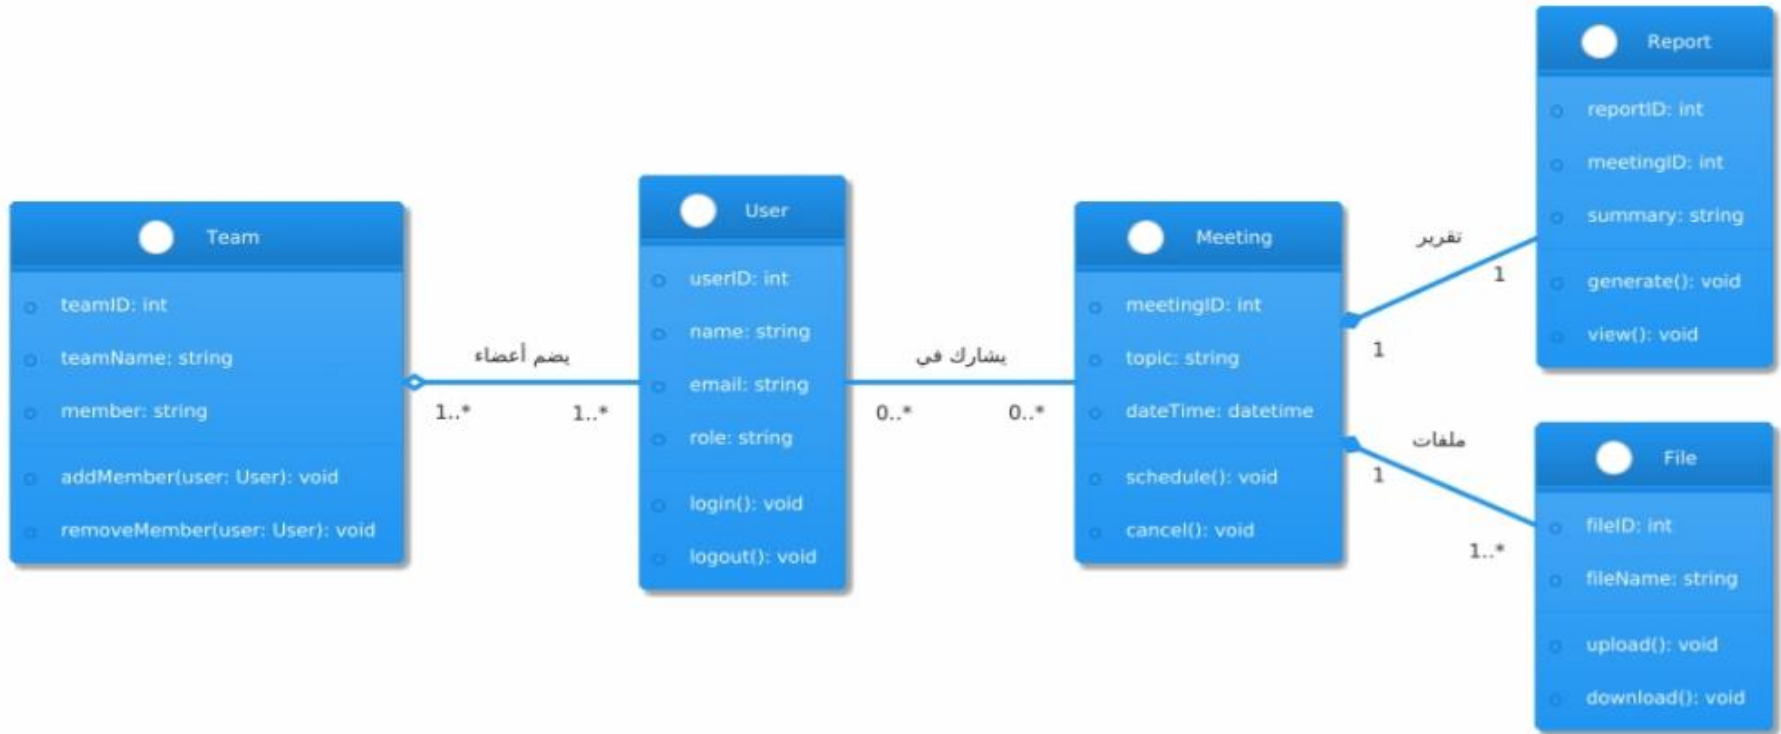 Team
teamID: int
teamName: string
member: string
addMember(user: User): void
removeMember(user: User): void
يضم أعضاء
1..*
1..*
User
userID: int
name: string
email: string
role: string
login(): void
logout(): void
يشارك في
0..*
0..*
Meeting
meetingID: int
topic: string
dateTime: datetime
schedule(): void
cancel(): void
تقرير
1
1
Report
reportID: int
meetingID: int
summary: string
generate(): void
view(): void
ملفات
1
1..*
File
fileID: int
fileName: string
upload(): void
download(): void